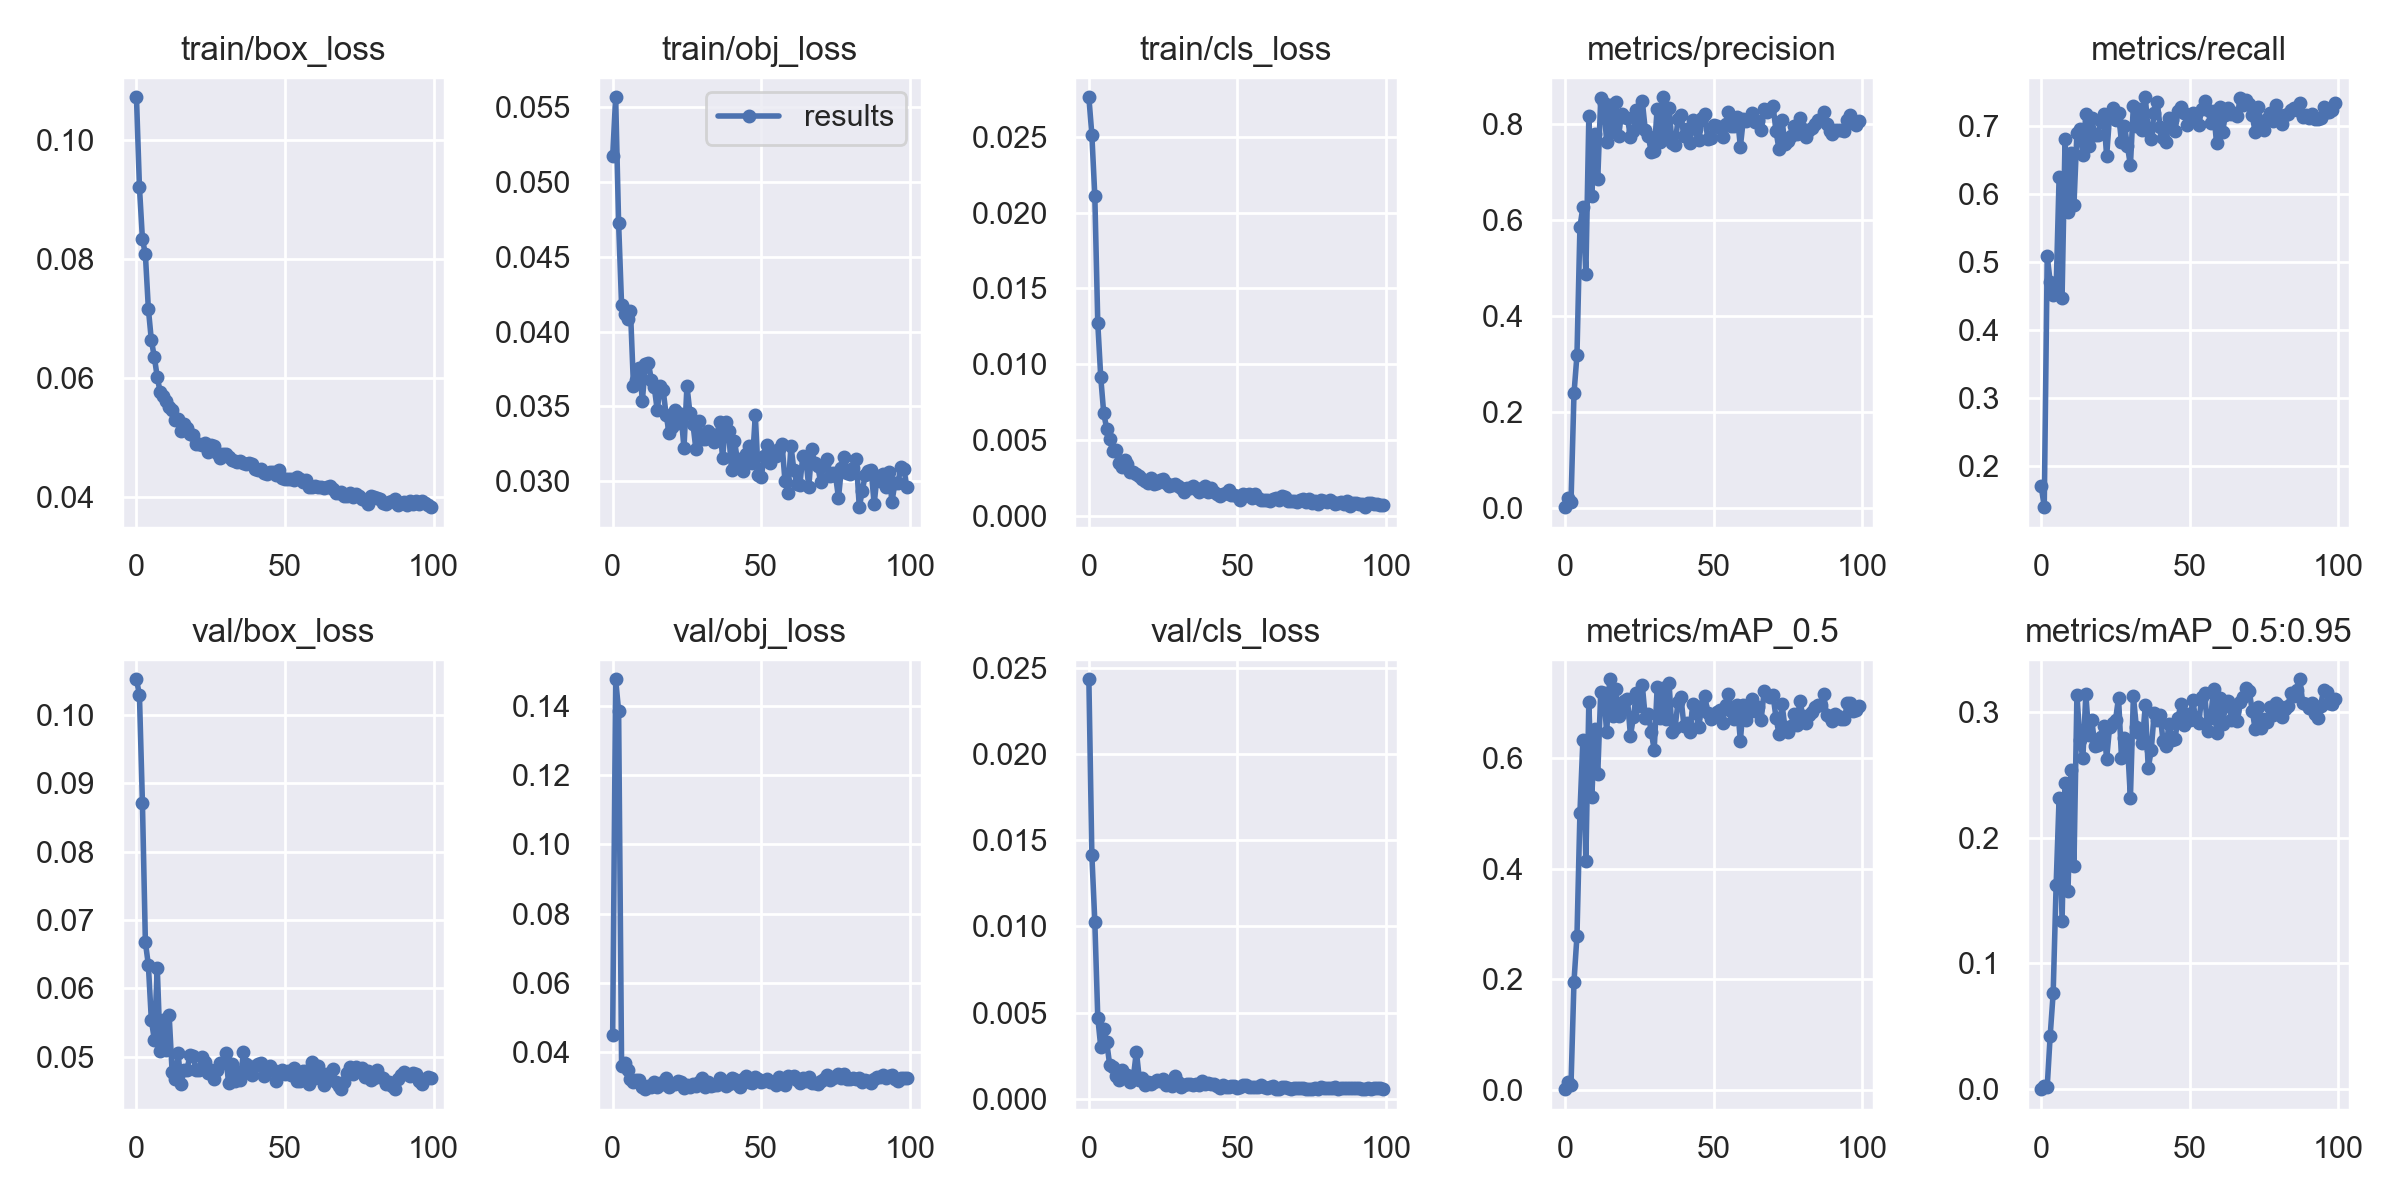 train/box_loss
0.10
0.08
0.06
0.04
0 50 100
train/obj_loss
results
0.055
0.050
0.045
0.040
0.035
0.030
0 50 100
train/cls_loss
0.025
0.020
0.015
0.010
0.005
0.000
0 50 100
metrics/precision
0.8
0.6
0.4
0.2
0.0
0 50 100
metrics/recall
0.7
0.6
0.5
0.4
0.3
0.2
0 50 100
val/box_loss
0.10
0.09
0.08
0.07
0.06
0.05
0 50 100
val/obj_loss
0.14
0.12
0.10
0.08
0.06
0.04
0 50 100
val/cls_loss
0.025
0.020
0.015
0.010
0.005
0.000
0 50 100
metrics/mAP_0.5
0.6
0.4
0.2
0.0
0 50 100
metrics/mAP_0.5:0.95
0.3
0.2
0.1
0.0
0 50 100